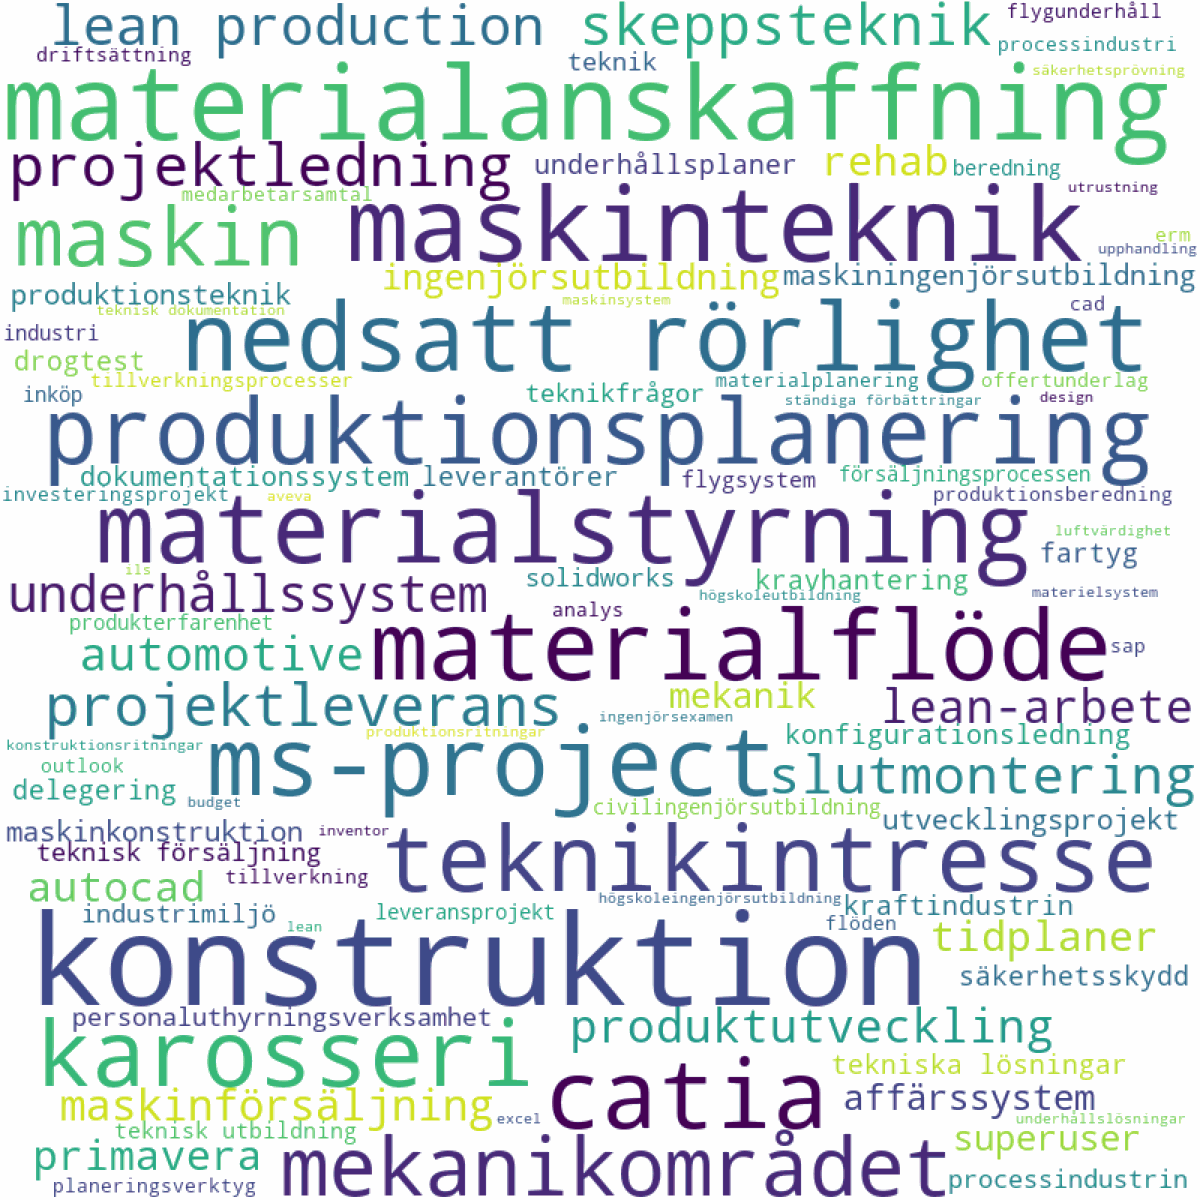 lean production skeppsteknik flygunderhåll
driftsättning teknik processindustri
materialanskaffning säkerhetsprövning
projektledning underhållsplaner rehab beredning
medarbetarsamtal utrustning
maskin maskinteknik erm
upphandling
ingenjörsutbildning maskiningenjörsutbildning
produktionsteknik maskinsystem cad
teknisk dokumentation
industri nedsatt rörlighet
drogtest
tillverkningsprocesser materialplanering offertunderlag
inköp teknikfrågor ständiga förbättringar design
produktionsplanering
dokumentationssystem leverantörer flygsystem försäljningsprocessen
investeringsprojekt aveva produktionsberedning
materialstyrning luftvärdighet
fartyg
ils solidworks kravhantering
underhållssystem högskoleutbildning materielsystem
analys
produkterfarenhet materialflöde
automotive sap
projektleverans mekanik lean-arbete
ingenjörsexamen
konstruktionsritningar produktionsritningar konfigurationsledning
outlook ms-project slutmontering
delegering
budget civilingenjörsutbildning utvecklingsprojekt
maskinkonstruktion inventor
teknisk försäljning teknikintresse
autocad tillverkning
högskoleingenjörsutbildning kraftindustrin
industrimiljö leveransprojekt flöden
lean
konstruktion tidplaner
säkerhetsskydd
personaluthyrningsverksamhet produktutveckling
karosseri tekniska lösningar
catia affärssystem
maskinförsäljning excel underhållslösningar
teknisk utbildning superuser
primavera mekanikområdet
planeringsverktyg processindustrin